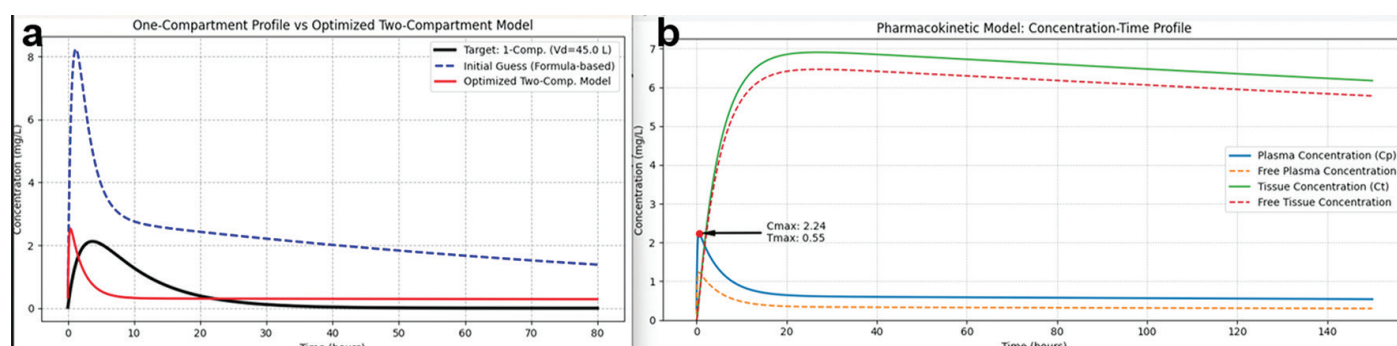 a
One-Compartment Profile vs Optimized Two-Compartment Model
Concentration (mg/L)
8
6
4
2
0
Target: 1-Comp. (Vd=45.0 L)
Initial Guess (Formula-based)
Optimized Two-Comp. Model
0 10 20 30 40 50 60 70 80
Time (hours)
b
Pharmacokinetic Model: Concentration-Time Profile
Concentration (mg/L)
7
6
5
4
3
2
1
0
Plasma Concentration (Cp)
Free Plasma Concentration
Tissue Concentration (Ct)
Free Tissue Concentration
Cmax: 2.24
Tmax: 0.55
0 20 40 60 80 100 120 140
Time (hours)